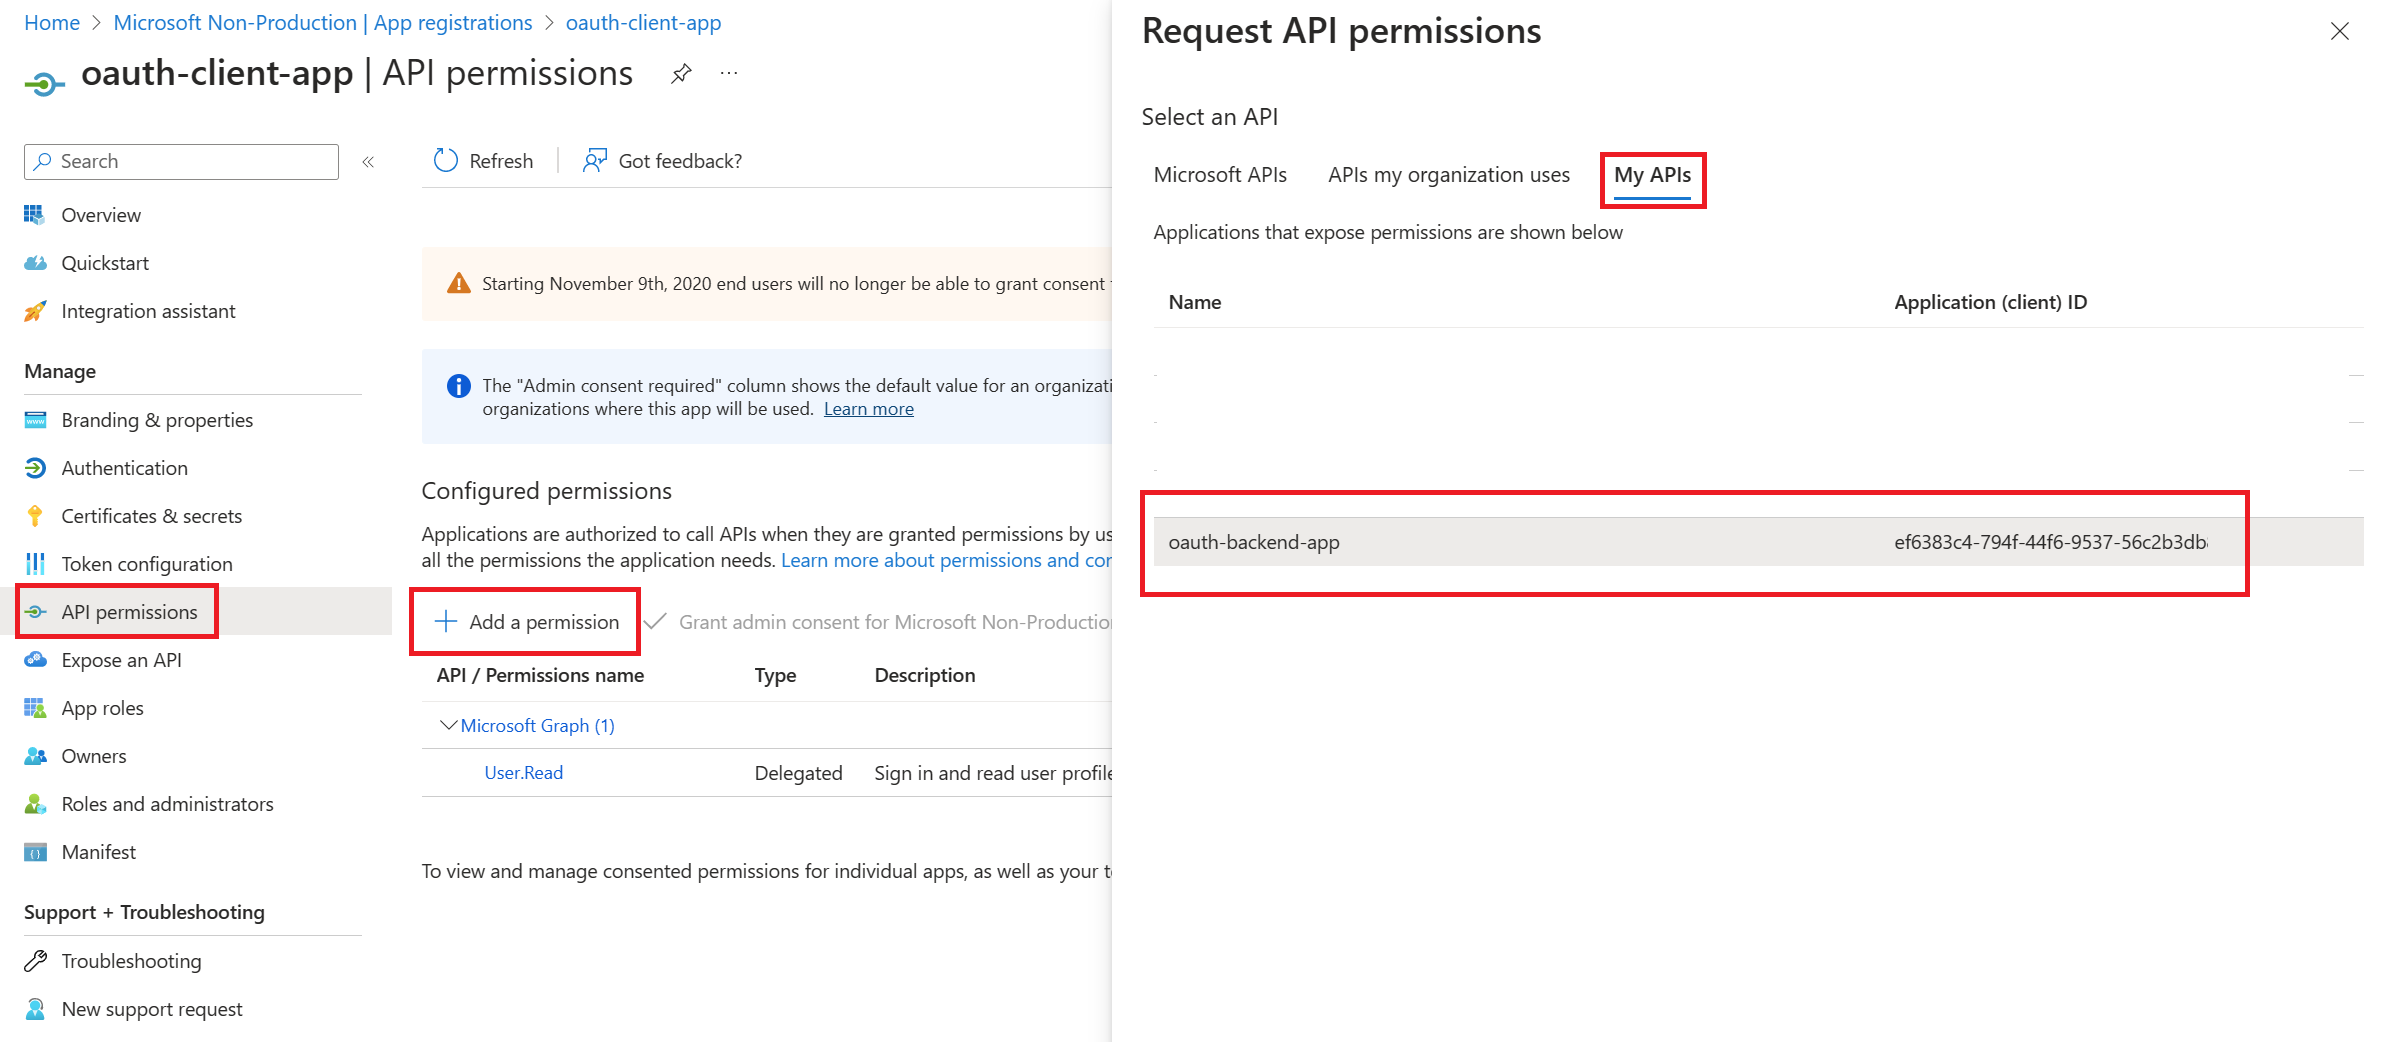 Home > Microsoft Non-Production | App registrations > oauth-client-app
oauth-client-app | API permissions
Search
Overview
Quickstart
Integration assistant
Manage
Branding & properties
Authentication
Certificates & secrets
Token configuration
API permissions
Expose an API
App roles
Owners
Roles and administrators
Manifest
Support + Troubleshooting
Troubleshooting
New support request
Refresh
Got feedback?
Starting November 9th, 2020 end users will no longer be able to grant consent
The "Admin consent required" column shows the default value for an organizati
organizations where this app will be used. Learn more
Configured permissions
Applications are authorized to call APIs when they are granted permissions by us
all the permissions the application needs. Learn more about permissions and con
Add a permission
Grant admin consent for Microsoft Non-Production
API / Permissions name Type Description
Microsoft Graph (1)
User.Read Delegated Sign in and read user profile
To view and manage consented permissions for individual apps, as well as your t
Request API permissions
Select an API
Microsoft APIs APIs my organization uses My APIs
Applications that expose permissions are shown below
Name Application (client) ID
oauth-backend-app ef6383c4-794f-44f6-9537-56c2b3db